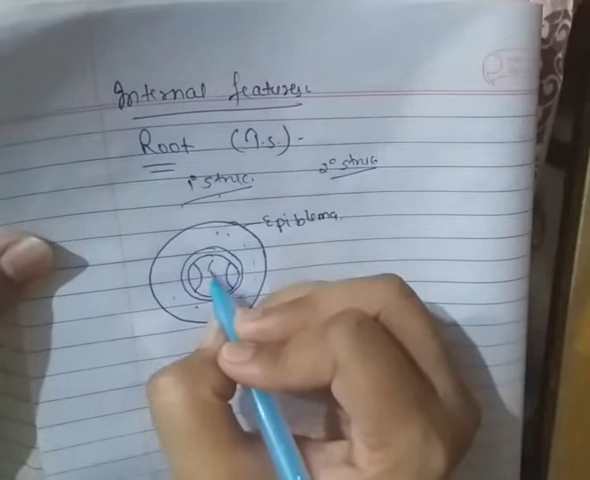 Internal features:
Root (T.S.) -
1° struc. 2° struc
Epiblema.